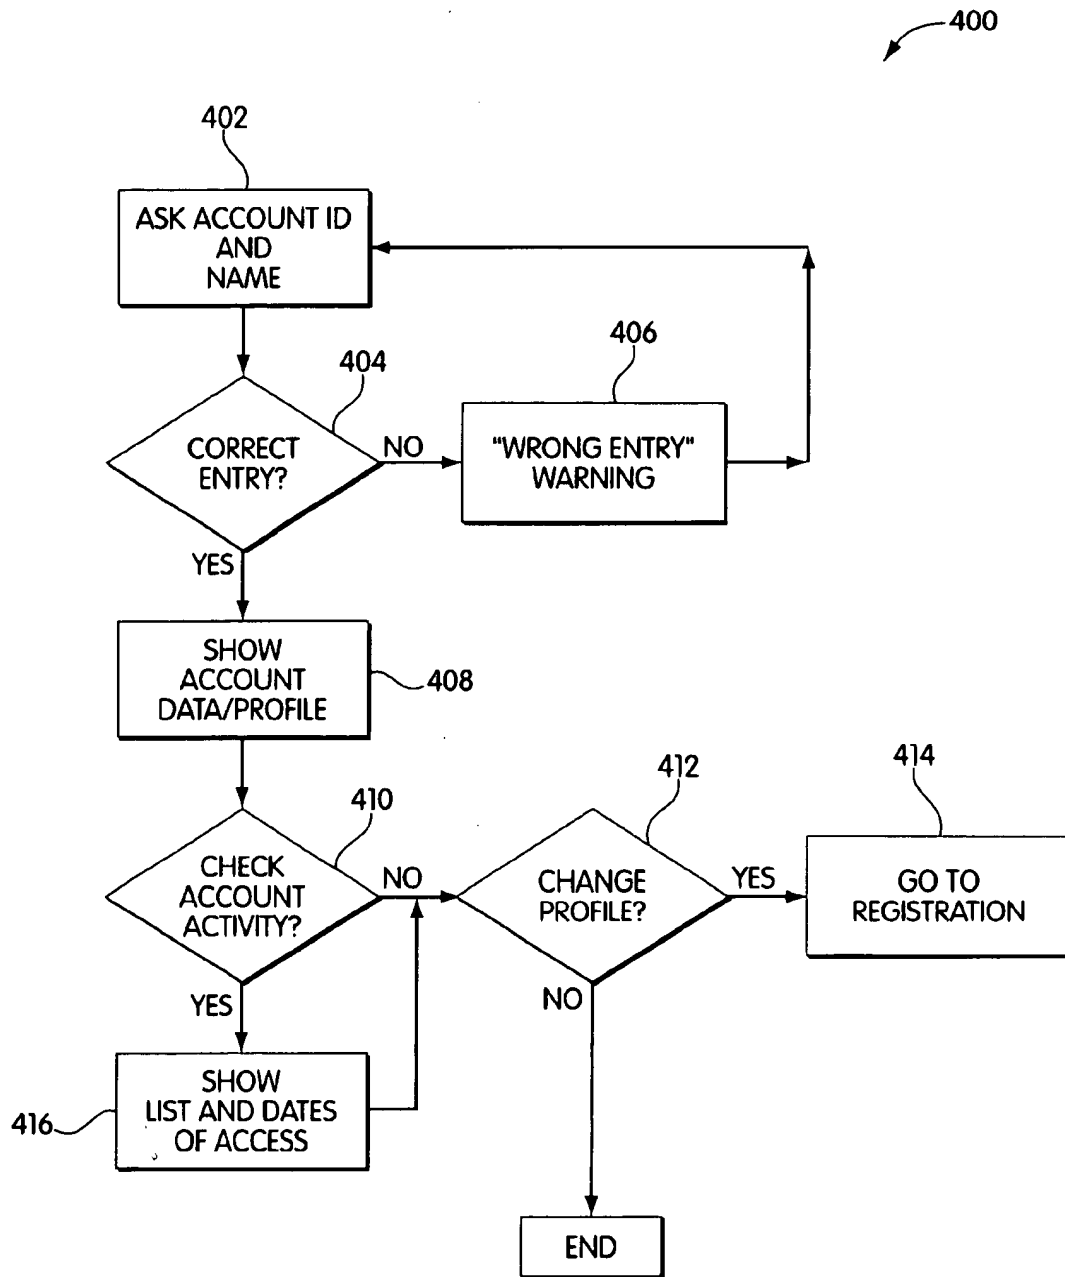 400
402
ASK ACCOUNT ID
AND
NAME
404
CORRECT
ENTRY?
NO
406
"WRONG ENTRY"
WARNING
YES
SHOW
ACCOUNT
DATA/PROFILE
408
410
CHECK
ACCOUNT
ACTIVITY?
NO
412
CHANGE
PROFILE?
YES
414
GO TO
REGISTRATION
YES
NO
SHOW
LIST AND DATES
OF ACCESS
416
END